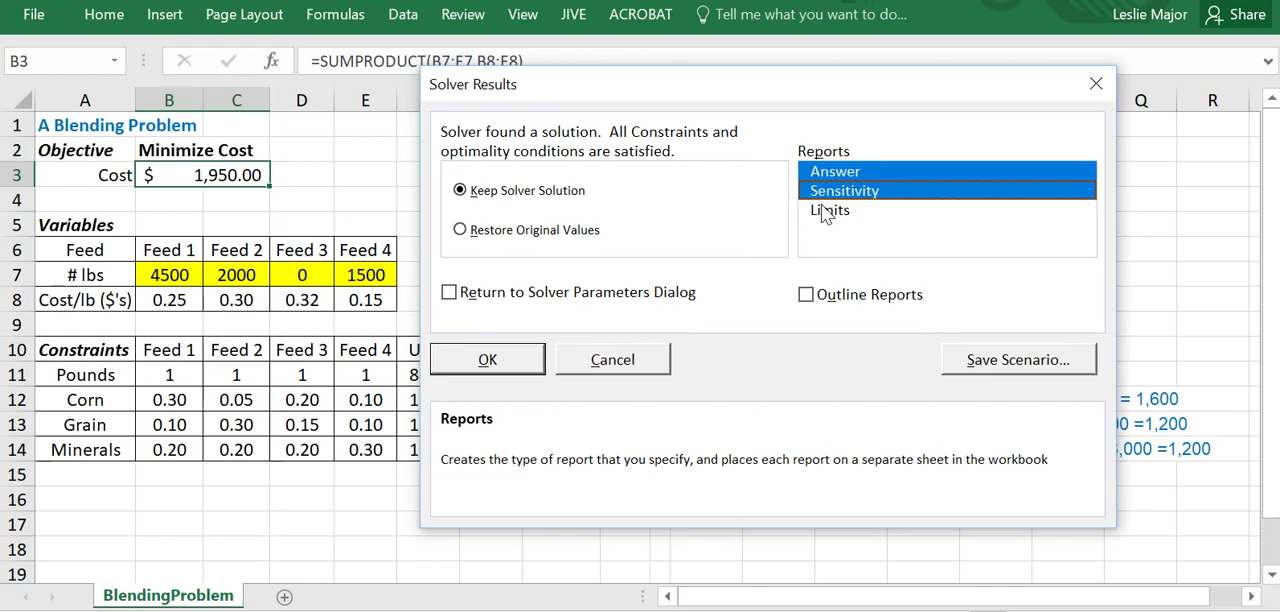 File Home Insert Page Layout Formulas Data Review View JIVE ACROBAT Tell me what you want to do... Leslie Major Share
B3 fx =SUMPRODUCT(B7:E7,B8:E8)
Solver Results
A B C D E Q R
1 A Blending Problem
2 Objective Minimize Cost
3 Cost $ 1,950.00
4
5 Variables
6 Feed Feed 1 Feed 2 Feed 3 Feed 4
7 # lbs 4500 2000 0 1500
8 Cost/lb ($'s) 0.25 0.30 0.32 0.15
9
10 Constraints Feed 1 Feed 2 Feed 3 Feed 4 U
11 Pounds 1 1 1 1 8
12 Corn 0.30 0.05 0.20 0.10 1 = 1,600
13 Grain 0.10 0.30 0.15 0.10 1 00 =1,200
14 Minerals 0.20 0.20 0.20 0.30 1 ,000 =1,200
15
16
17
18
19
Solver found a solution. All Constraints and
optimality conditions are satisfied.
Reports
Answer
Sensitivity
Limits
Keep Solver Solution
Restore Original Values
Return to Solver Parameters Dialog
Outline Reports
OK Cancel Save Scenario...
Reports
Creates the type of report that you specify, and places each report on a separate sheet in the workbook
BlendingProblem